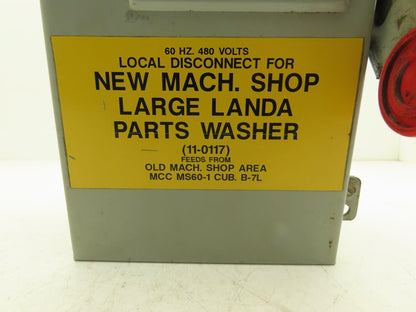 60 HZ. 480 VOLTS
LOCAL DISCONNECT FOR
NEW MACH. SHOP
LARGE LANDA
PARTS WASHER
(11-0117)
FEEDS FROM
OLD MACH. SHOP AREA
MCC MS60-1 CUB. B-7L